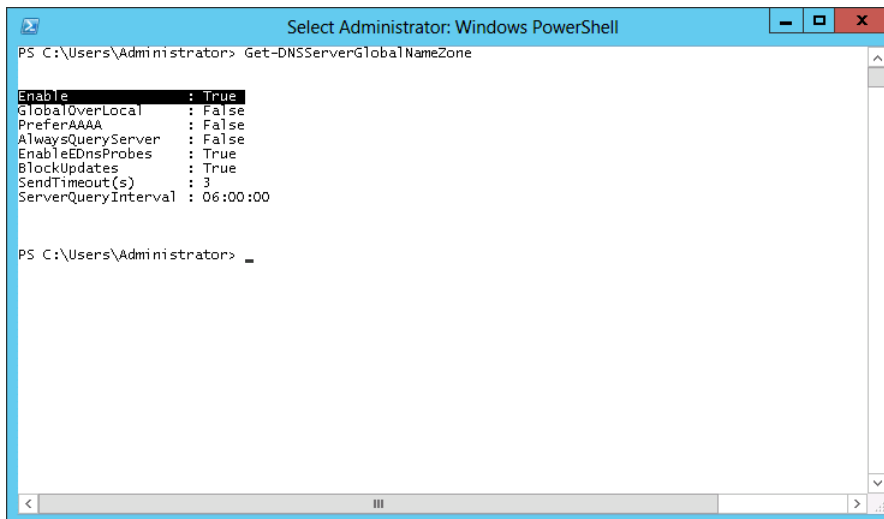 Select Administrator: Windows PowerShell
PS C:\Users\Administrator> Get-DNSServerGlobalNameZone
Enable : True
GlobalOverLocal : False
PreferAAAA : False
AlwaysQueryServer : False
EnableEDnsProbes : True
BlockUpdates : True
SendTimeout(s) : 3
ServerQueryInterval : 06:00:00
PS C:\Users\Administrator> _